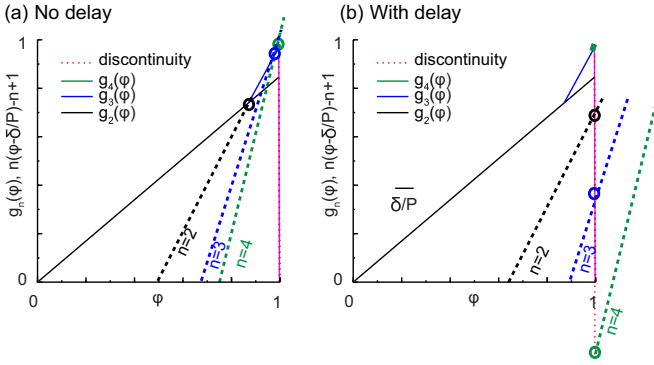 (a) No delay
(b) With delay
1
discontinuity
g₄(φ)
g₃(φ)
g₂(φ)
gₙ(φ), n(φ-δ/P)-n+1
n=2
n=3
n=4
0
0
φ
1
1
discontinuity
g₄(φ)
g₃(φ)
g₂(φ)
gₙ(φ), n(φ-δ/P)-n+1
δ/P
n=2
n=3
n=4
0
0
φ
1